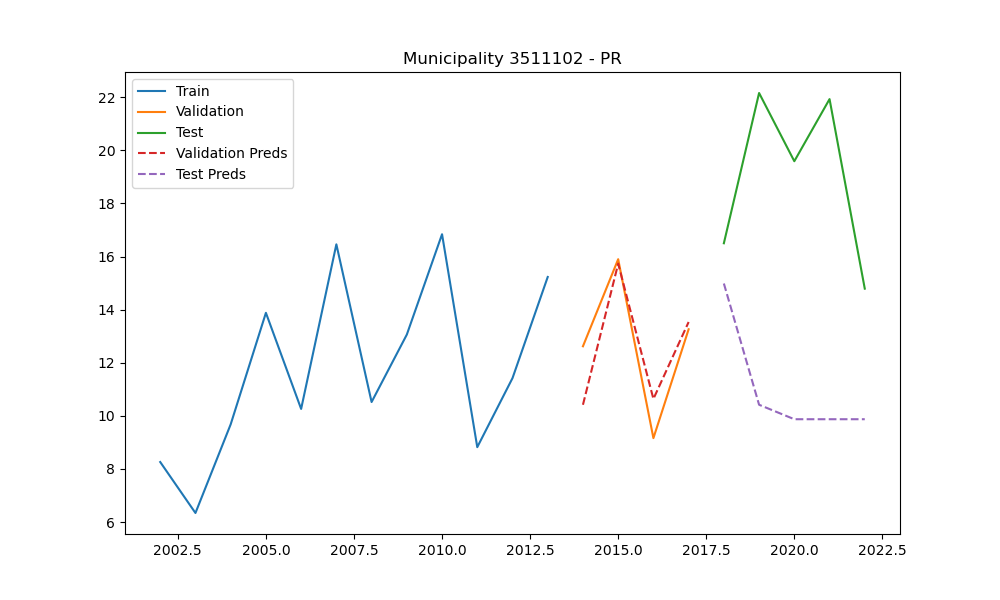 Municipality 3511102 - PR
Train
Validation
Test
Validation Preds
Test Preds
22
20
18
16
14
12
10
8
6
2002.5 2005.0 2007.5 2010.0 2012.5 2015.0 2017.5 2020.0 2022.5